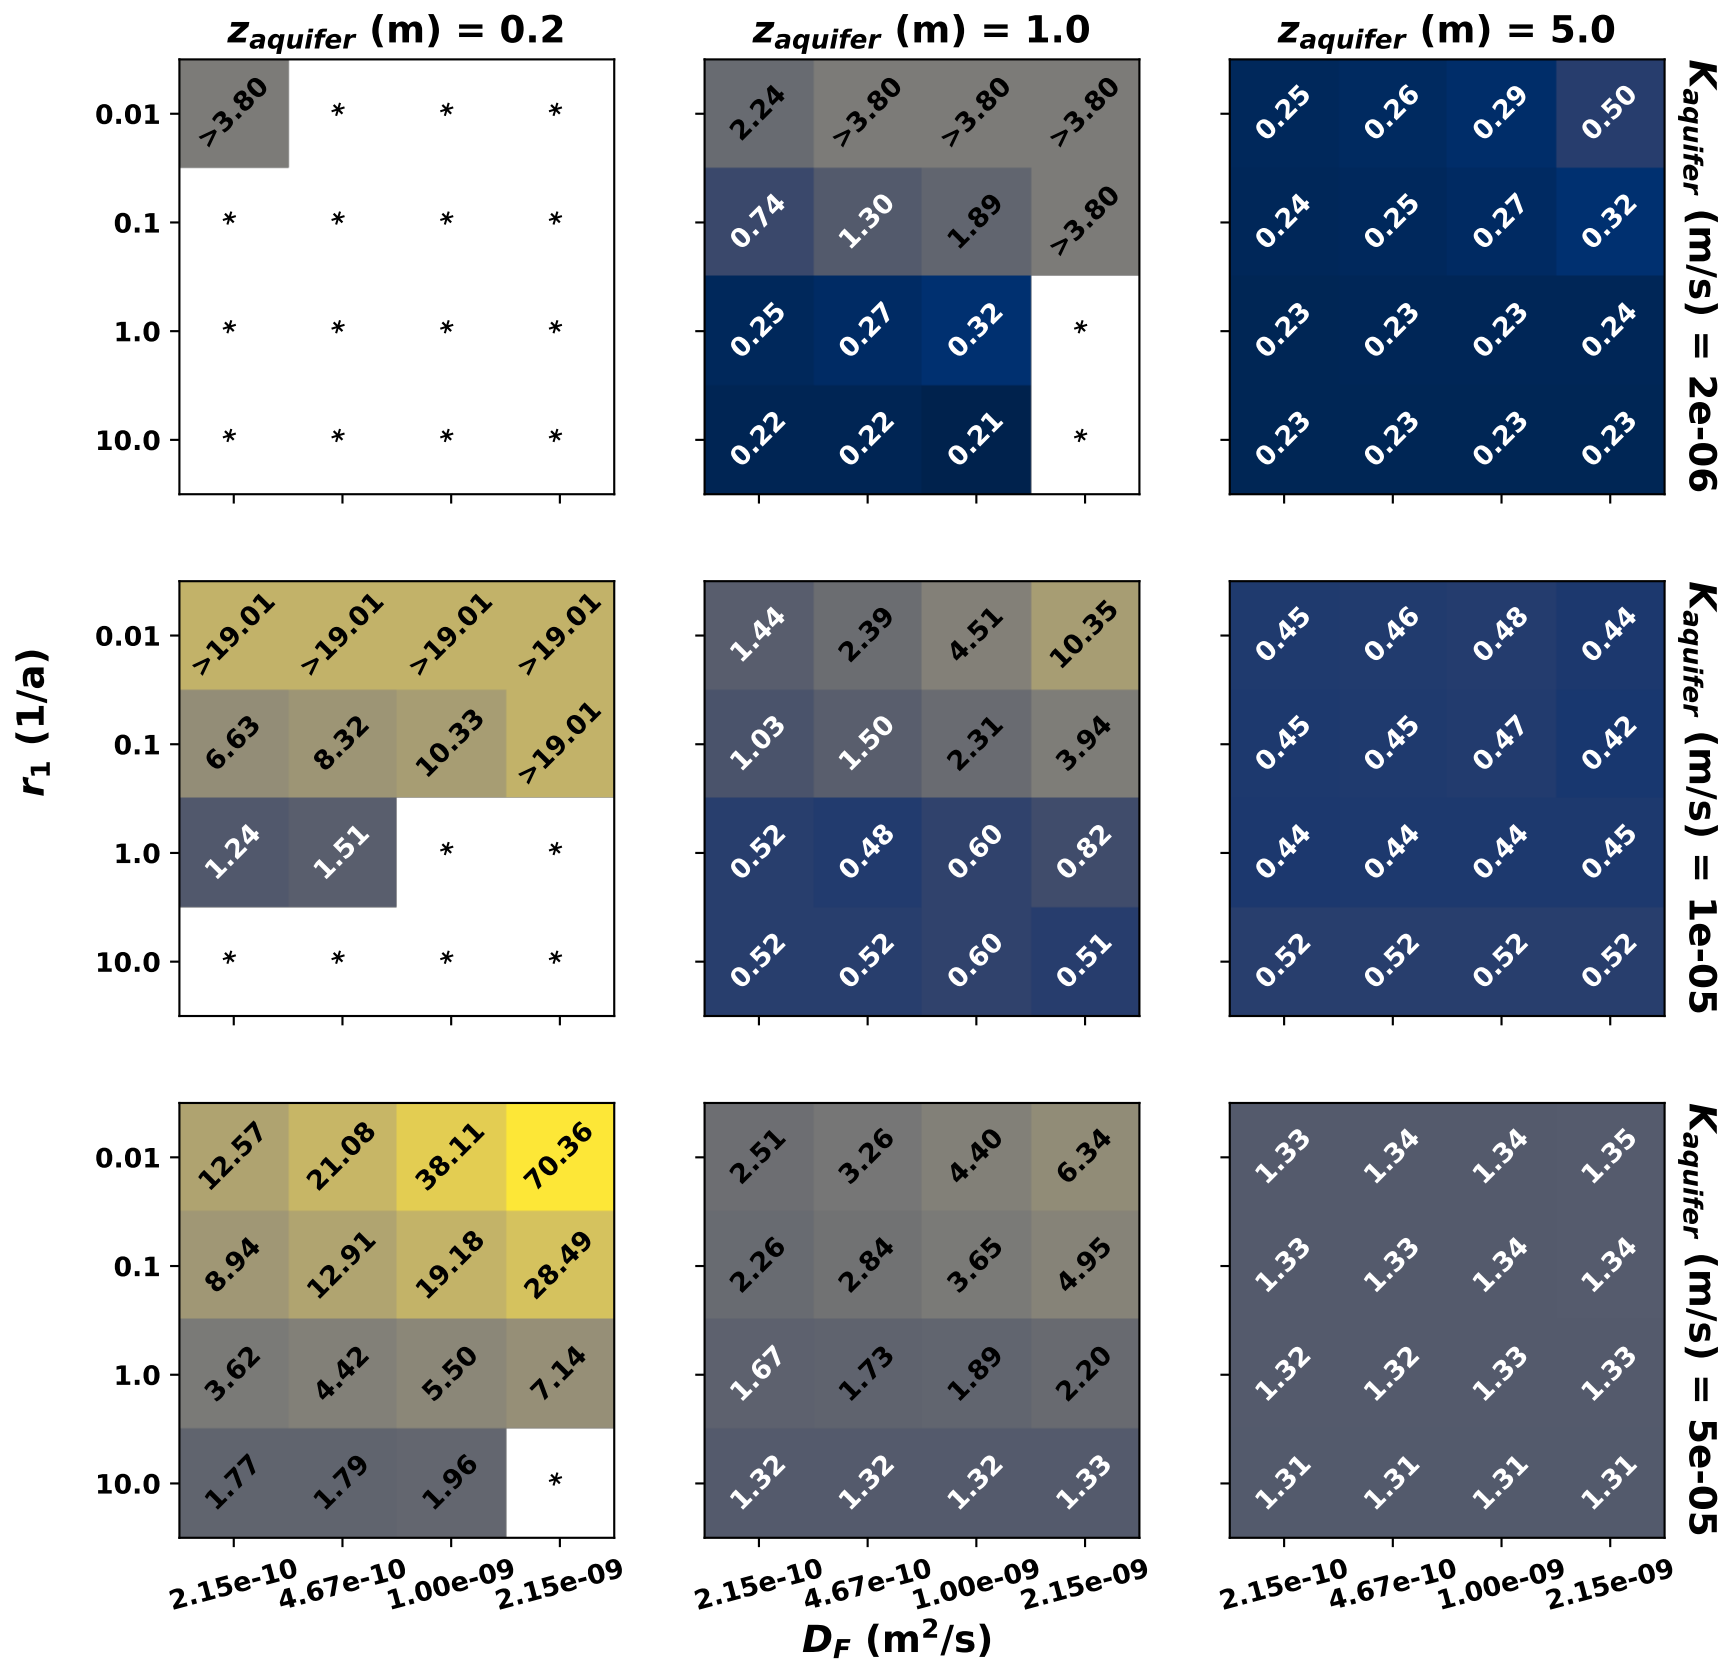 z_aquifer (m) = 0.2 z_aquifer (m) = 1.0 z_aquifer (m) = 5.0
K_aquifer (m/s) = 2e-06
0.01 >3.80 * * * 2.24 >3.80 >3.80 >3.80 0.25 0.26 0.29 0.50
0.1 * * * * 0.74 1.30 1.89 >3.80 0.24 0.25 0.27 0.32
1.0 * * * * 0.25 0.27 0.32 * 0.23 0.23 0.23 0.24
10.0 * * * * 0.22 0.22 0.21 * 0.23 0.23 0.23 0.23
r_1 (1/a)
K_aquifer (m/s) = 1e-05
0.01 >19.01 >19.01 >19.01 >19.01 1.44 2.39 4.51 10.35 0.45 0.46 0.48 0.44
0.1 6.63 8.32 10.33 >19.01 1.03 1.50 2.31 3.94 0.45 0.45 0.47 0.42
1.0 1.24 1.51 * * 0.52 0.48 0.60 0.82 0.44 0.44 0.44 0.45
10.0 * * * * 0.52 0.52 0.60 0.51 0.52 0.52 0.52 0.52
K_aquifer (m/s) = 5e-05
0.01 12.57 21.08 38.11 70.36 2.51 3.26 4.40 6.34 1.33 1.34 1.34 1.35
0.1 8.94 12.91 19.18 28.49 2.26 2.84 3.65 4.95 1.33 1.33 1.34 1.34
1.0 3.62 4.42 5.50 7.14 1.67 1.73 1.89 2.20 1.32 1.32 1.33 1.33
10.0 1.77 1.79 1.96 * 1.32 1.32 1.32 1.33 1.31 1.31 1.31 1.31
2.15e-10 4.67e-10 1.00e-09 2.15e-09 2.15e-10 4.67e-10 1.00e-09 2.15e-09 2.15e-10 4.67e-10 1.00e-09 2.15e-09
D_F (m²/s)